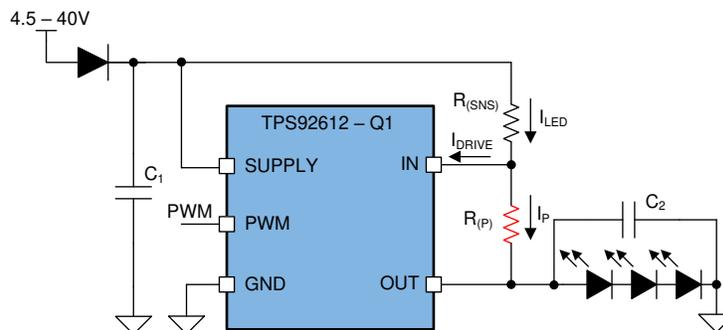 4.5 – 40V
TPS92612 – Q1
R(SNS)
ILED
IDRIVE
SUPPLY
IN
C1
PWM
PWM
R(P)
IP
C2
GND
OUT